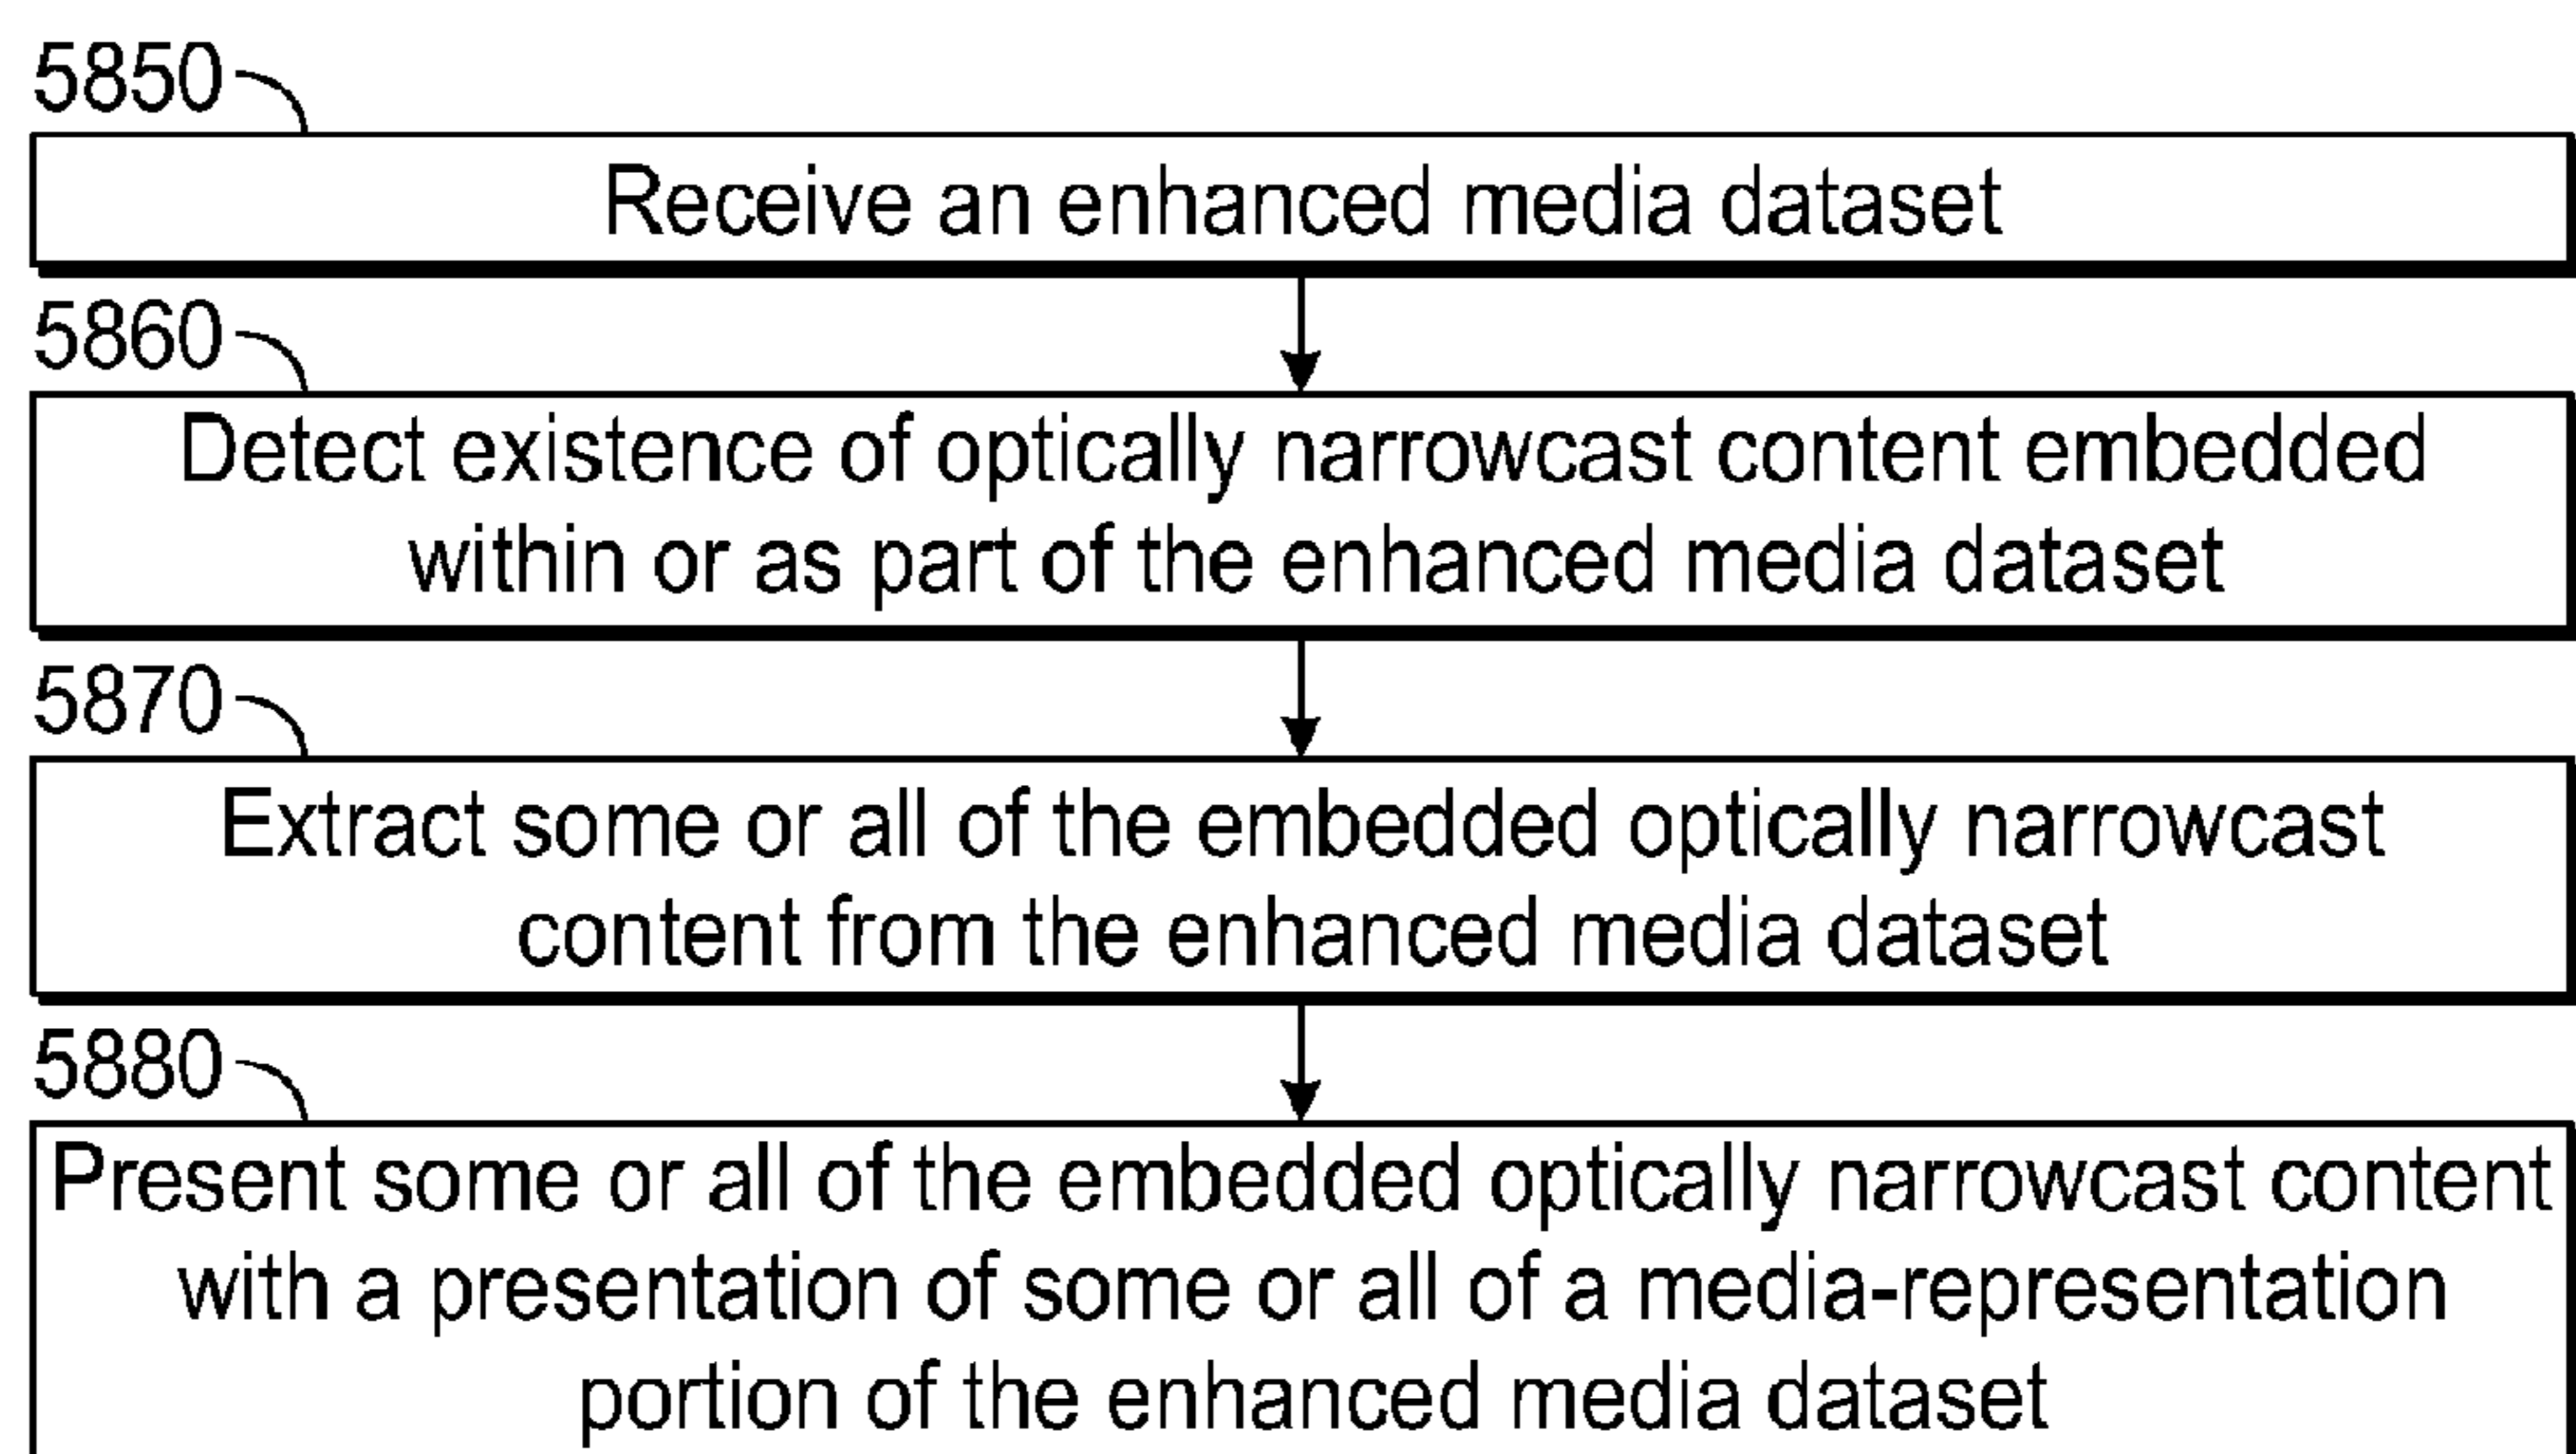 5850
Receive an enhanced media dataset
5860
Detect existence of optically narrowcast content embedded
within or as part of the enhanced media dataset
5870
Extract some or all of the embedded optically narrowcast
content from the enhanced media dataset
5880
Present some or all of the embedded optically narrowcast content
with a presentation of some or all of a media-representation
portion of the enhanced media dataset